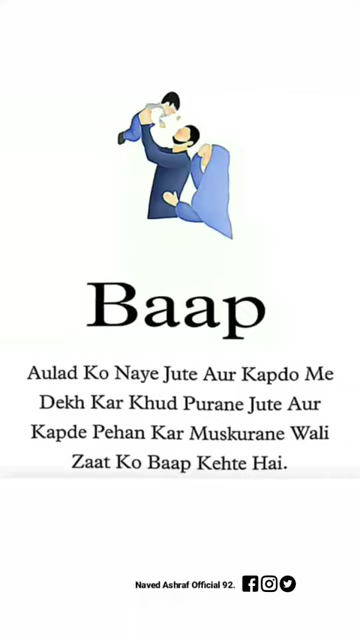 Baap
Aulad Ko Naye Jute Aur Kapdo Me
Dekh Kar Khud Purane Jute Aur
Kapde Pehan Kar Muskurane Wali
Zaat Ko Baap Kehte Hai.
Naved Ashraf Official 92.